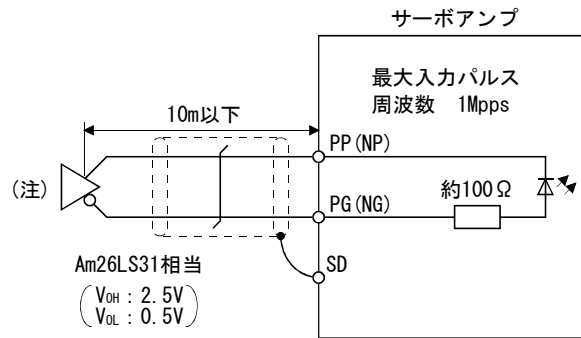 サーボアンプ
最大入力パルス
周波数 1Mpps
10m以下
PP(NP)
(注)
約100Ω
PG(NG)
Am26LS31相当
SD
VOH : 2.5V
VOL : 0.5V